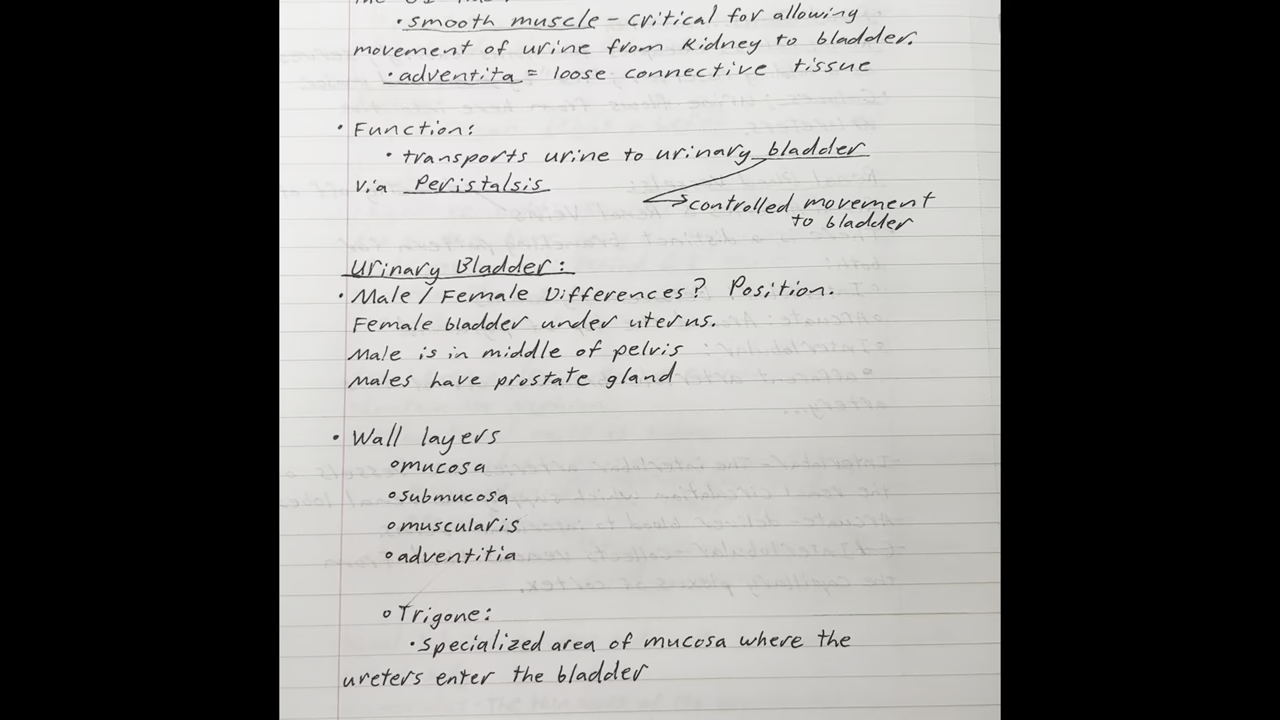 the GI
• smooth muscle - critical for allowing
movement of urine from kidney to bladder.
• adventita = loose connective tissue
• Function:
• transports urine to urinary bladder
via Peristalsis
controlled movement
to bladder
Urinary Bladder:
• Male / Female Differences? Position.
Female bladder under uterus.
Male is in middle of pelvis
Males have prostate gland
• Wall layers
◦ mucosa
◦ submucosa
◦ muscularis
◦ adventitia
◦ Trigone:
• Specialized area of mucosa where the
ureters enter the bladder